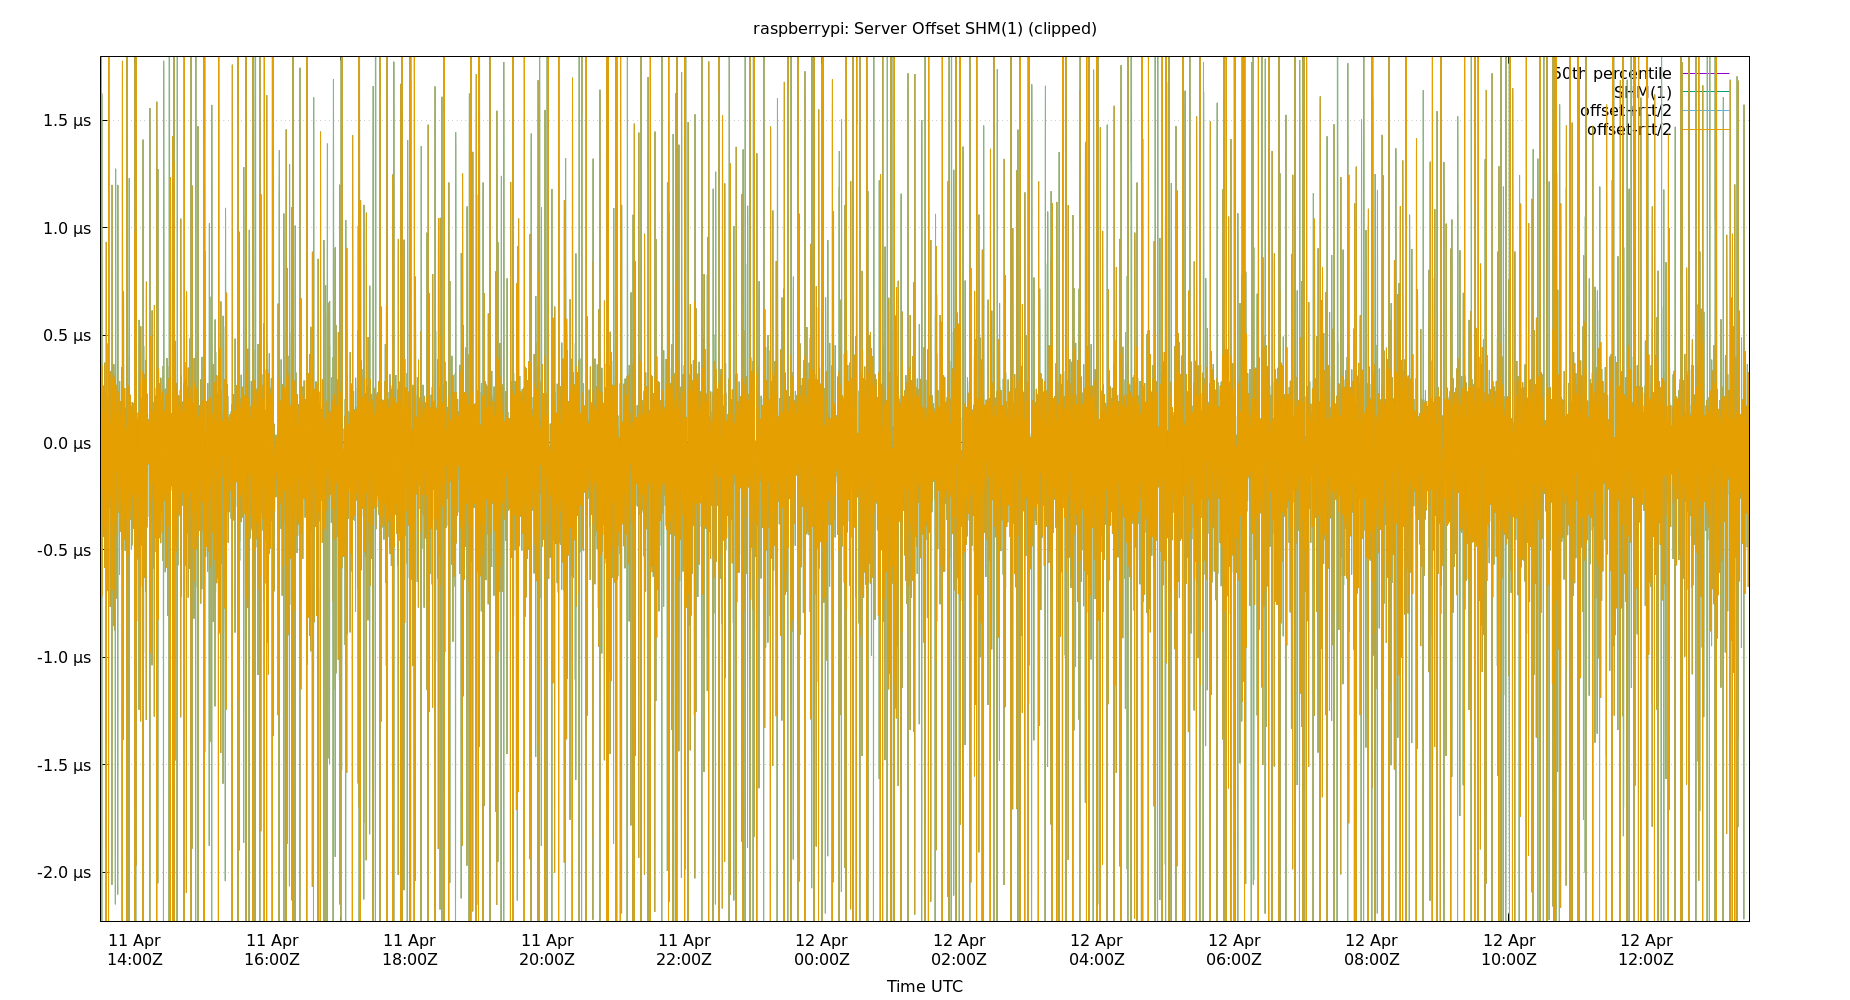 raspberrypi: Server Offset SHM(1) (clipped)
50th percentile
SHM(1)
offset+rtt/2
offset-rtt/2
1.5 µs
1.0 µs
0.5 µs
0.0 µs
-0.5 µs
-1.0 µs
-1.5 µs
-2.0 µs
11 Apr 11 Apr 11 Apr 11 Apr 11 Apr 12 Apr 12 Apr 12 Apr 12 Apr 12 Apr 12 Apr 12 Apr
14:00Z 16:00Z 18:00Z 20:00Z 22:00Z 00:00Z 02:00Z 04:00Z 06:00Z 08:00Z 10:00Z 12:00Z
Time UTC